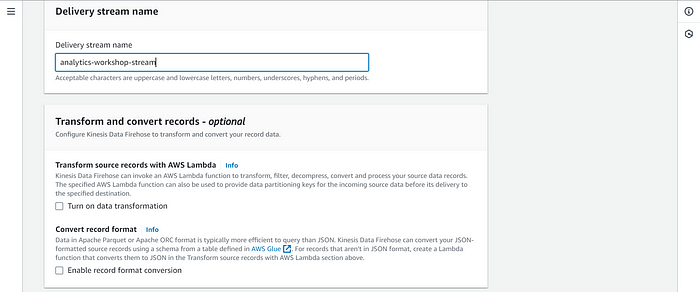 Delivery stream name
Delivery stream name
analytics-workshop-stream
Acceptable characters are uppercase and lowercase letters, numbers, underscores, hyphens, and periods.
Transform and convert records - optional
Configure Kinesis Data Firehose to transform and convert your record data.
Transform source records with AWS Lambda Info
Kinesis Data Firehose can invoke an AWS Lambda function to transform, filter, decompress, convert and process your source data records.
The specified AWS Lambda function can also be used to provide data partitioning keys for the incoming source data before its delivery to
the specified destination.
Turn on data transformation
Convert record format Info
Data in Apache Parquet or Apache ORC format is typically more efficient to query than JSON. Kinesis Data Firehose can convert your JSON-
formatted source records using a schema from a table defined in AWS Glue. For records that aren't in JSON format, create a Lambda
function that converts them to JSON in the Transform source records with AWS Lambda section above.
Enable record format conversion